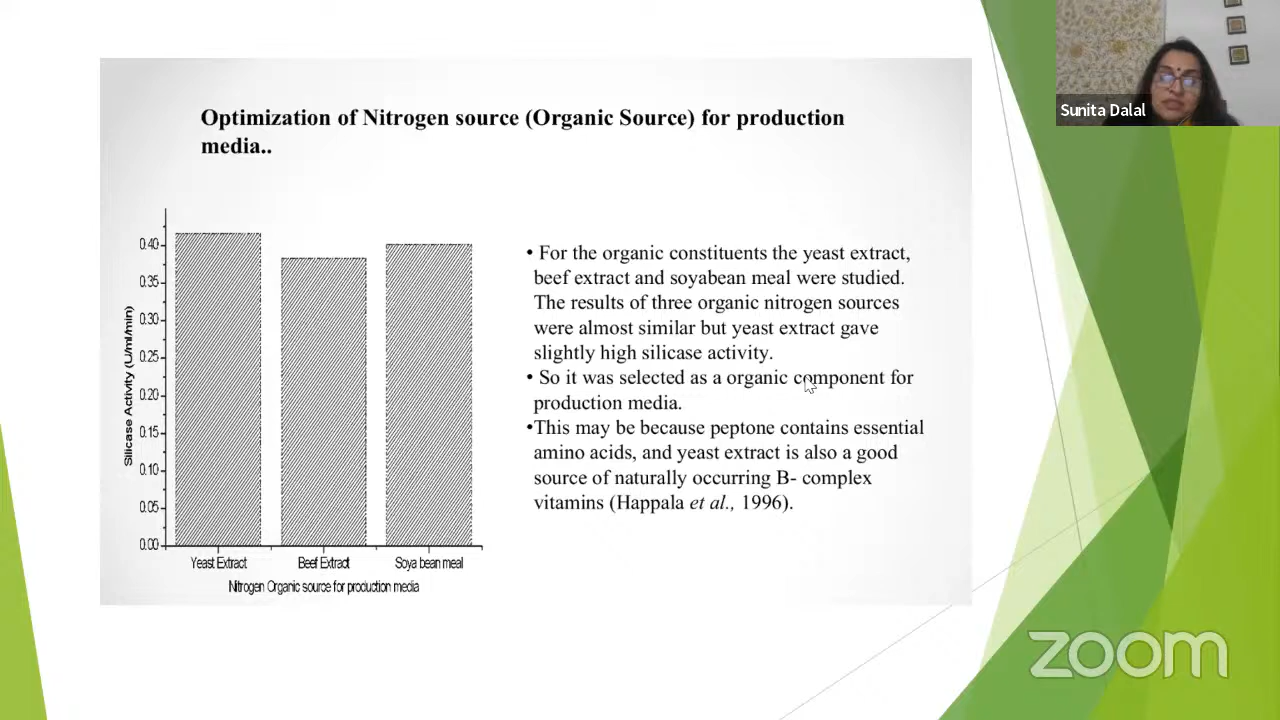 Sunita Dalal
Optimization of Nitrogen source (Organic Source) for production
media..
0.40
0.35
0.30
0.25
0.20
0.15
0.10
0.05
0.00
Silicase Activity (U/ml/min)
Yeast Extract
Beef Extract
Soya bean meal
Nitrogen Organic source for production media
• For the organic constituents the yeast extract,
beef extract and soyabean meal were studied.
The results of three organic nitrogen sources
were almost similar but yeast extract gave
slightly high silicase activity.
• So it was selected as a organic component for
production media.
•This may be because peptone contains essential
amino acids, and yeast extract is also a good
source of naturally occurring B- complex
vitamins (Happala et al., 1996).
zoom